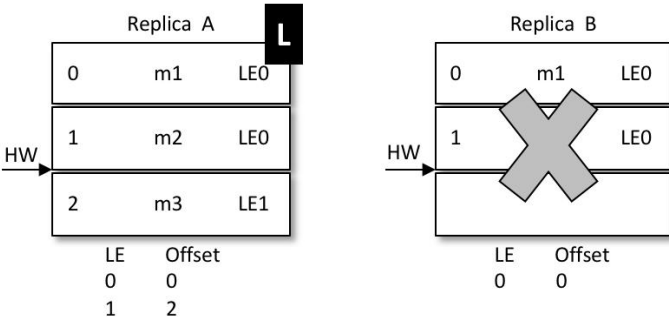 Replica A
L
0 m1 LE0
1 m2 LE0
HW
2 m3 LE1
LE Offset
0 0
1 2
Replica B
0 m1 LE0
1 LE0
HW
LE Offset
0 0